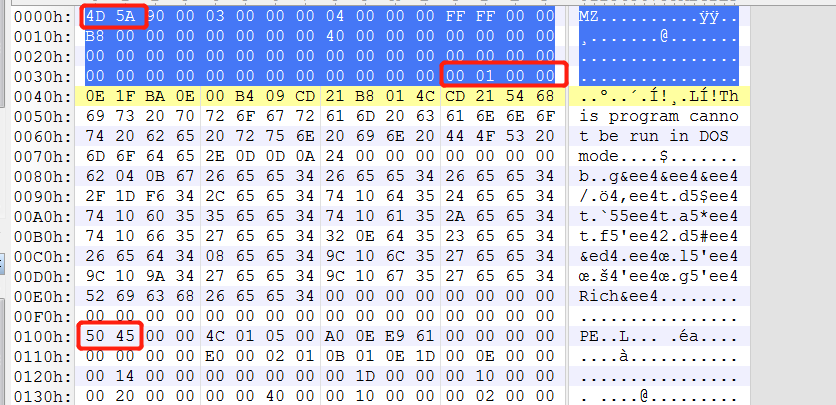 0000h: 4D 5A 90 00 03 00 00 00 04 00 00 00 FF FF 00 00 MZ..........ÿÿ..
0010h: B8 00 00 00 00 00 00 00 40 00 00 00 00 00 00 00 ¸.......@.......
0020h: 00 00 00 00 00 00 00 00 00 00 00 00 00 00 00 00 ................
0030h: 00 00 00 00 00 00 00 00 00 00 00 00 00 01 00 00 ................
0040h: 0E 1F BA 0E 00 B4 09 CD 21 B8 01 4C CD 21 54 68 ..º..´.Í!¸.LÍ!Th
0050h: 69 73 20 70 72 6F 67 72 61 6D 20 63 61 6E 6E 6F is program canno
0060h: 74 20 62 65 20 72 75 6E 20 69 6E 20 44 4F 53 20 t be run in DOS
0070h: 6D 6F 64 65 2E 0D 0D 0A 24 00 00 00 00 00 00 00 mode....$.......
0080h: 62 04 0B 67 26 65 65 34 26 65 65 34 26 65 65 34 b..g&ee4&ee4&ee4
0090h: 2F 1D F6 34 2C 65 65 34 74 10 64 35 24 65 65 34 /.ö4,ee4t.d5$ee4
00A0h: 74 10 60 35 35 65 65 34 74 10 61 35 2A 65 65 34 t.`55ee4t.a5*ee4
00B0h: 74 10 66 35 27 65 65 34 32 0E 64 35 23 65 65 34 t.f5'ee42.d5#ee4
00C0h: 26 65 64 34 08 65 65 34 9C 10 6C 35 27 65 65 34 &ed4.ee4œ.l5'ee4
00D0h: 9C 10 9A 34 27 65 65 34 9C 10 67 35 27 65 65 34 œ.š4'ee4œ.g5'ee4
00E0h: 52 69 63 68 26 65 65 34 00 00 00 00 00 00 00 00 Rich&ee4........
00F0h: 00 00 00 00 00 00 00 00 00 00 00 00 00 00 00 00 ................
0100h: 50 45 00 00 4C 01 05 00 A0 0E E9 61 00 00 00 00 PE..L... .éa....
0110h: 00 00 00 00 E0 00 02 01 0B 01 0E 1D 00 0E 00 00 ....à...........
0120h: 00 14 00 00 00 00 00 00 00 1D 00 00 00 10 00 00 ................
0130h: 00 20 00 00 00 00 40 00 00 10 00 00 00 02 00 00 . ....@.........